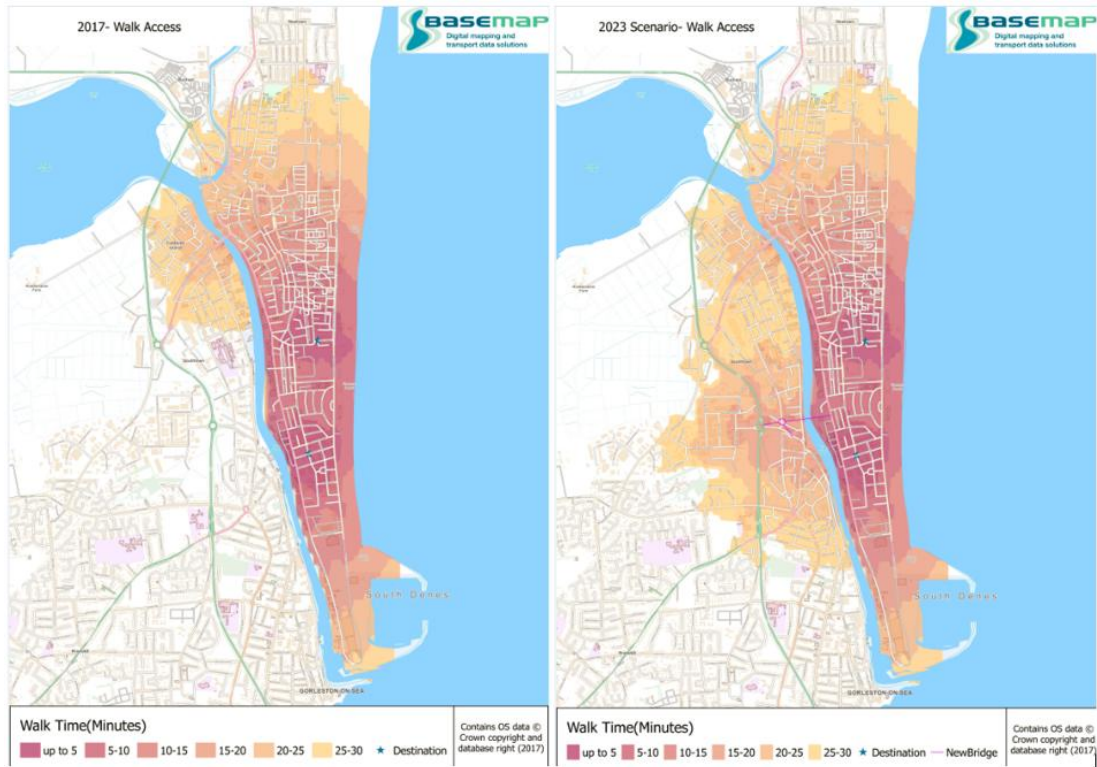 2017- Walk Access
BASEMAP
Digital mapping and
transport data solutions
South Denes
GORLESTON-ON-SEA
Walk Time(Minutes)
up to 5 5-10 10-15 15-20 20-25 25-30 Destination
Contains OS data ©
Crown copyright and
database right (2017)
2023 Scenario- Walk Access
BASEMAP
Digital mapping and
transport data solutions
South Denes
GORLESTON-ON-SEA
Walk Time(Minutes)
up to 5 5-10 10-15 15-20 20-25 25-30 Destination NewBridge
Contains OS data ©
Crown copyright and
database right (2017)